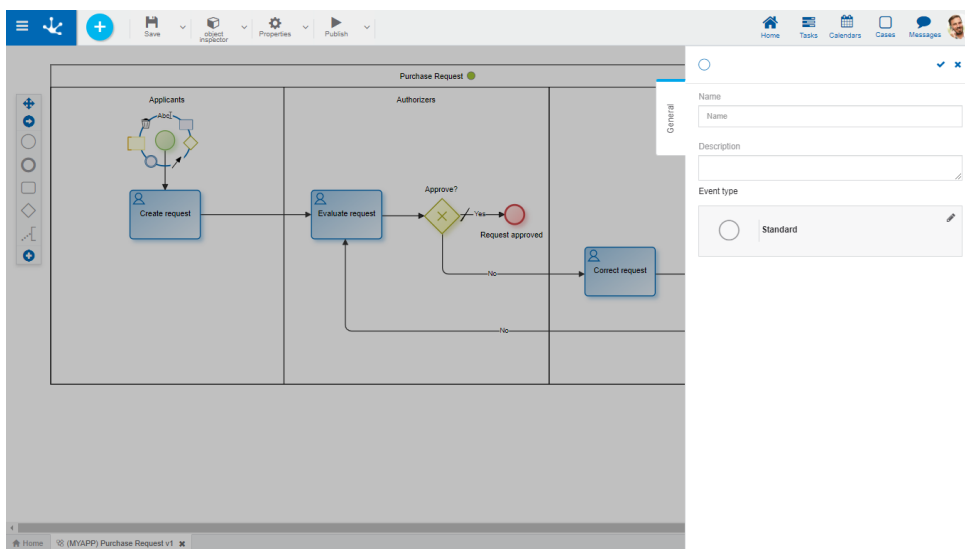 Save
object
inspector
Properties
Publish
Home
Tasks
Calendars
Cases
Messages
Purchase Request
Applicants
Authorizers
Abc
Create request
Evaluate request
Approve?
Yes
Request approved
No
Correct request
No
General
Name
Name
Description
Event type
Standard
Home
(MYAPP) Purchase Request v1